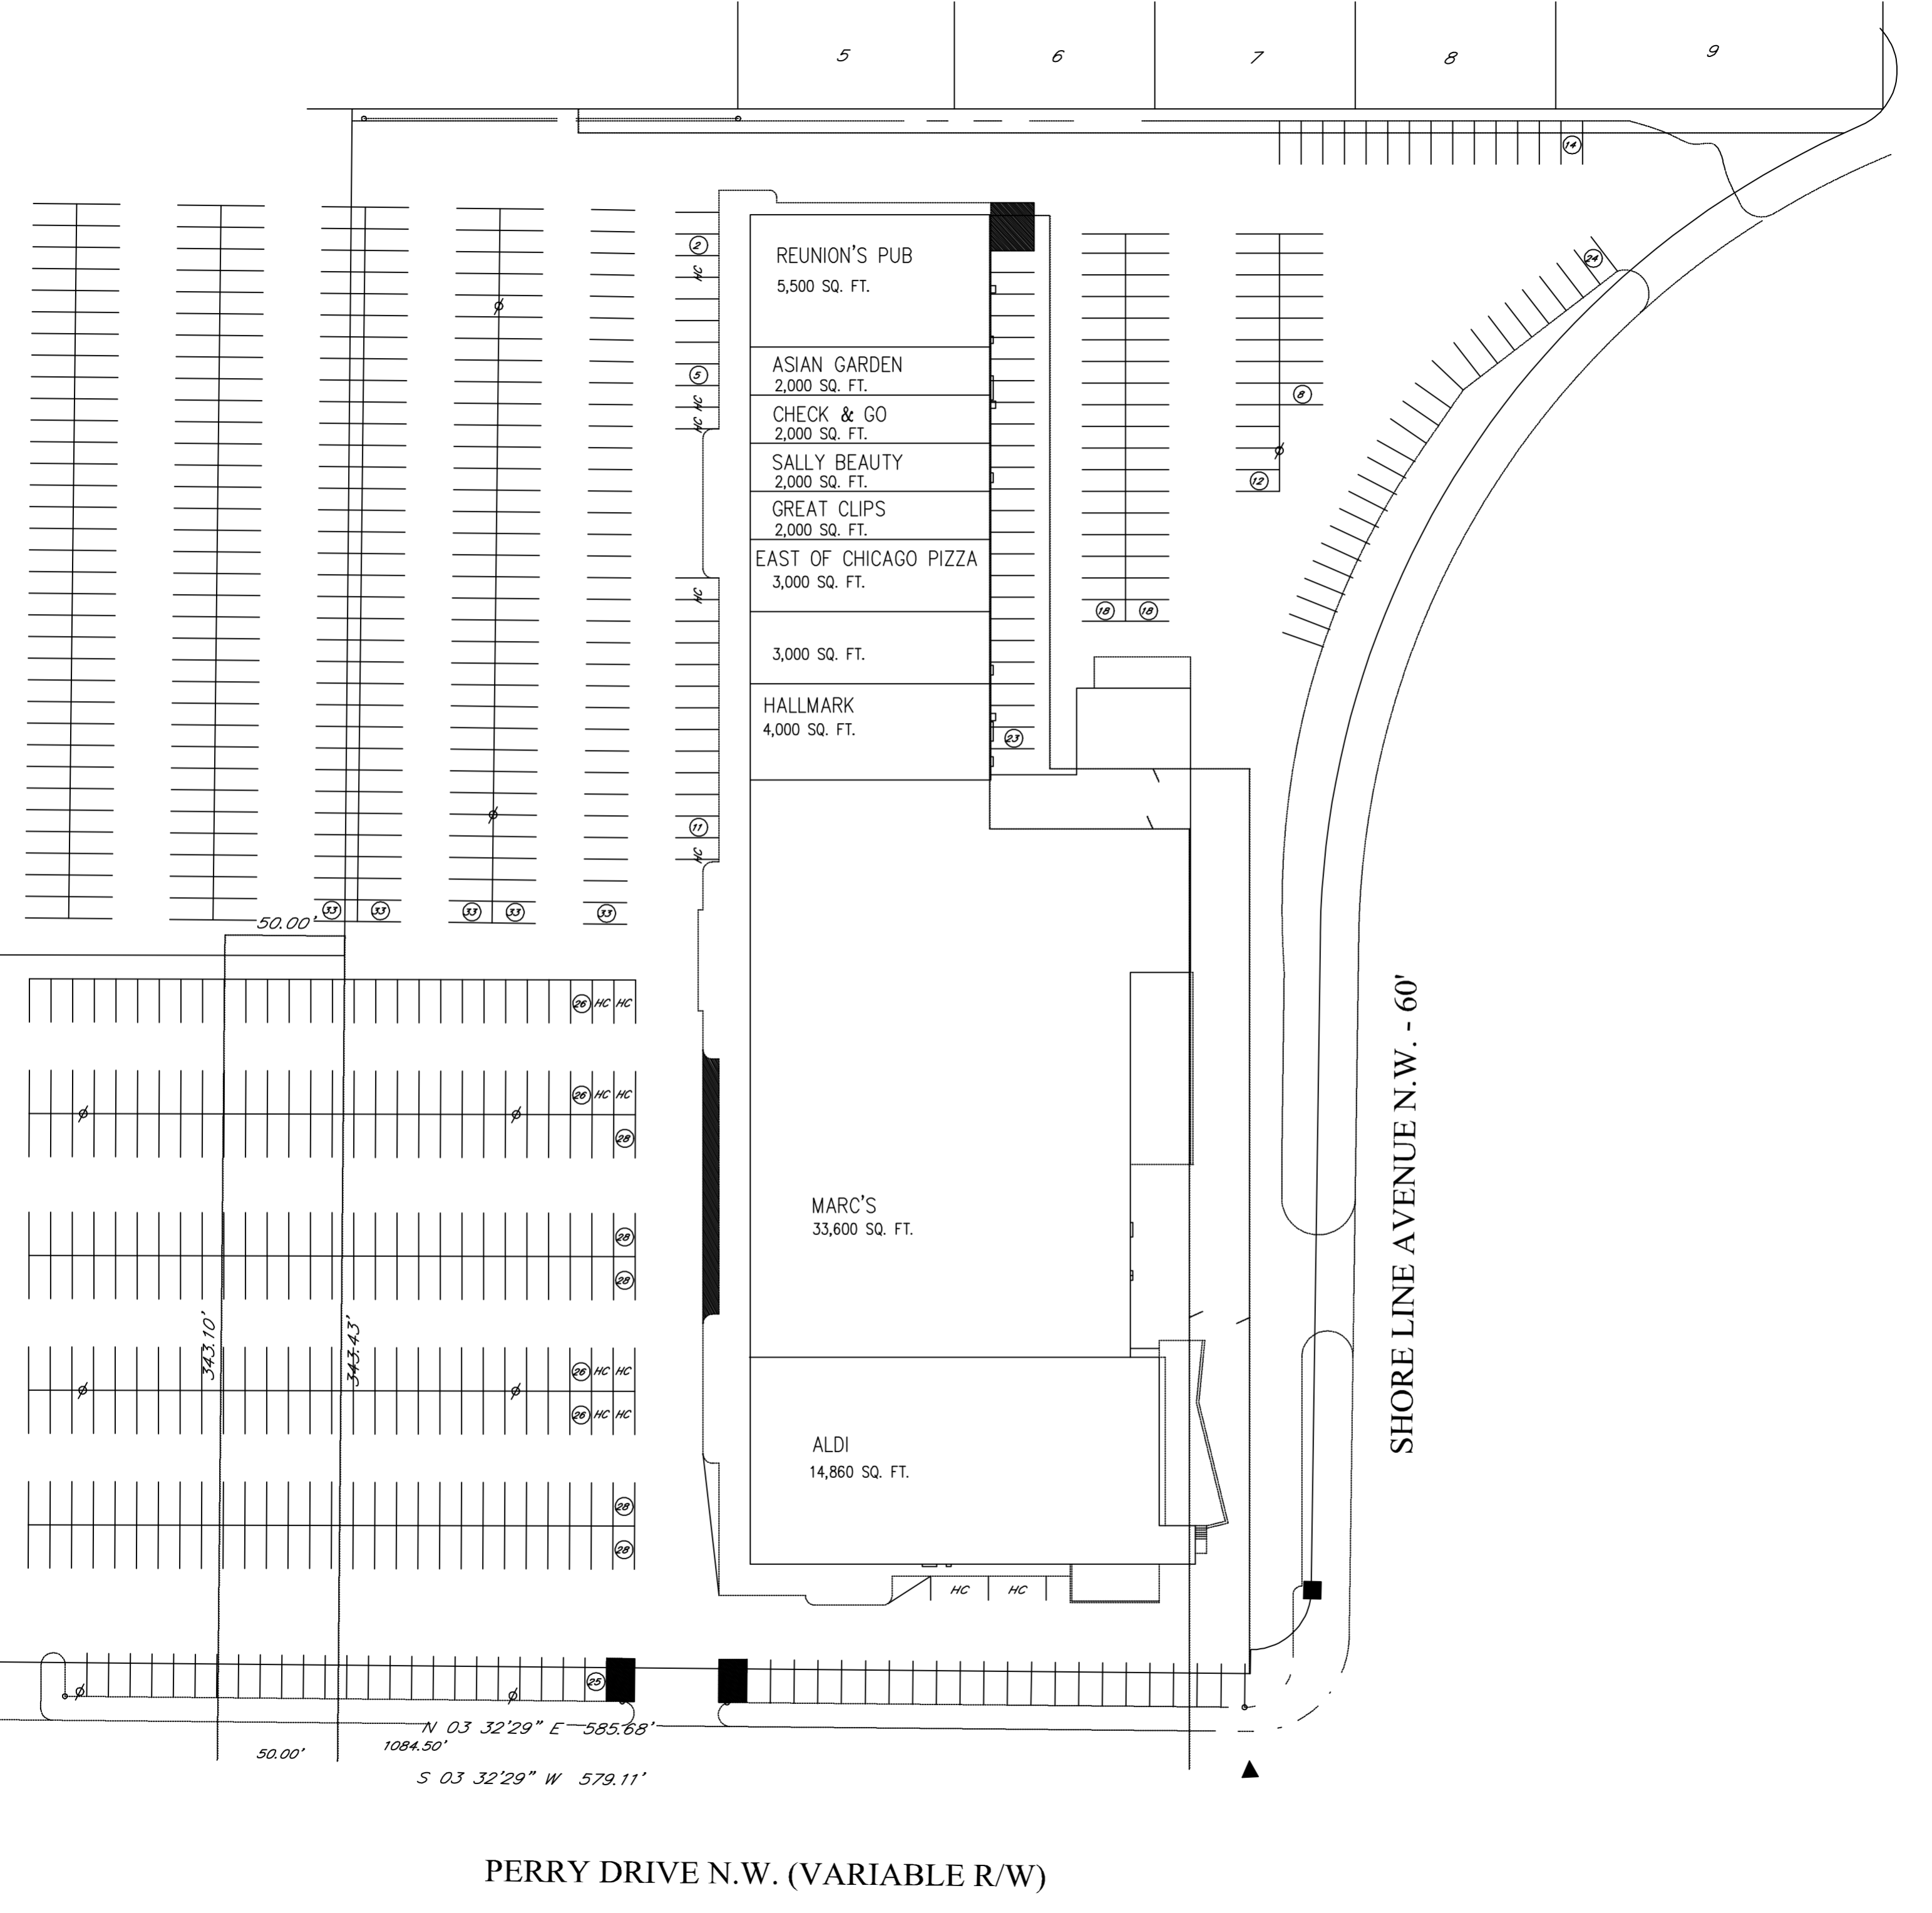 5 6 7 8 9
14
2
HC
REUNION'S PUB
5,500 SQ. FT.
24
5
HC
HC
ASIAN GARDEN
2,000 SQ. FT.
8
CHECK & GO
2,000 SQ. FT.
SALLY BEAUTY
2,000 SQ. FT.
12
GREAT CLIPS
2,000 SQ. FT.
EAST OF CHICAGO PIZZA
3,000 SQ. FT.
HC
18 18
3,000 SQ. FT.
HALLMARK
4,000 SQ. FT.
23
11
HC
33 33 33 33 33
50.00'
26 HC HC
26 HC HC
28
28
28
MARC'S
33,600 SQ. FT.
343.10'
343.43'
26 HC HC
26 HC HC
ALDI
14,860 SQ. FT.
28
28
HC HC
SHORE LINE AVENUE N.W. - 60'
25
N 03 32'29" E 585.68'
50.00' 1084.50'
S 03 32'29" W 579.11'
PERRY DRIVE N.W. (VARIABLE R/W)